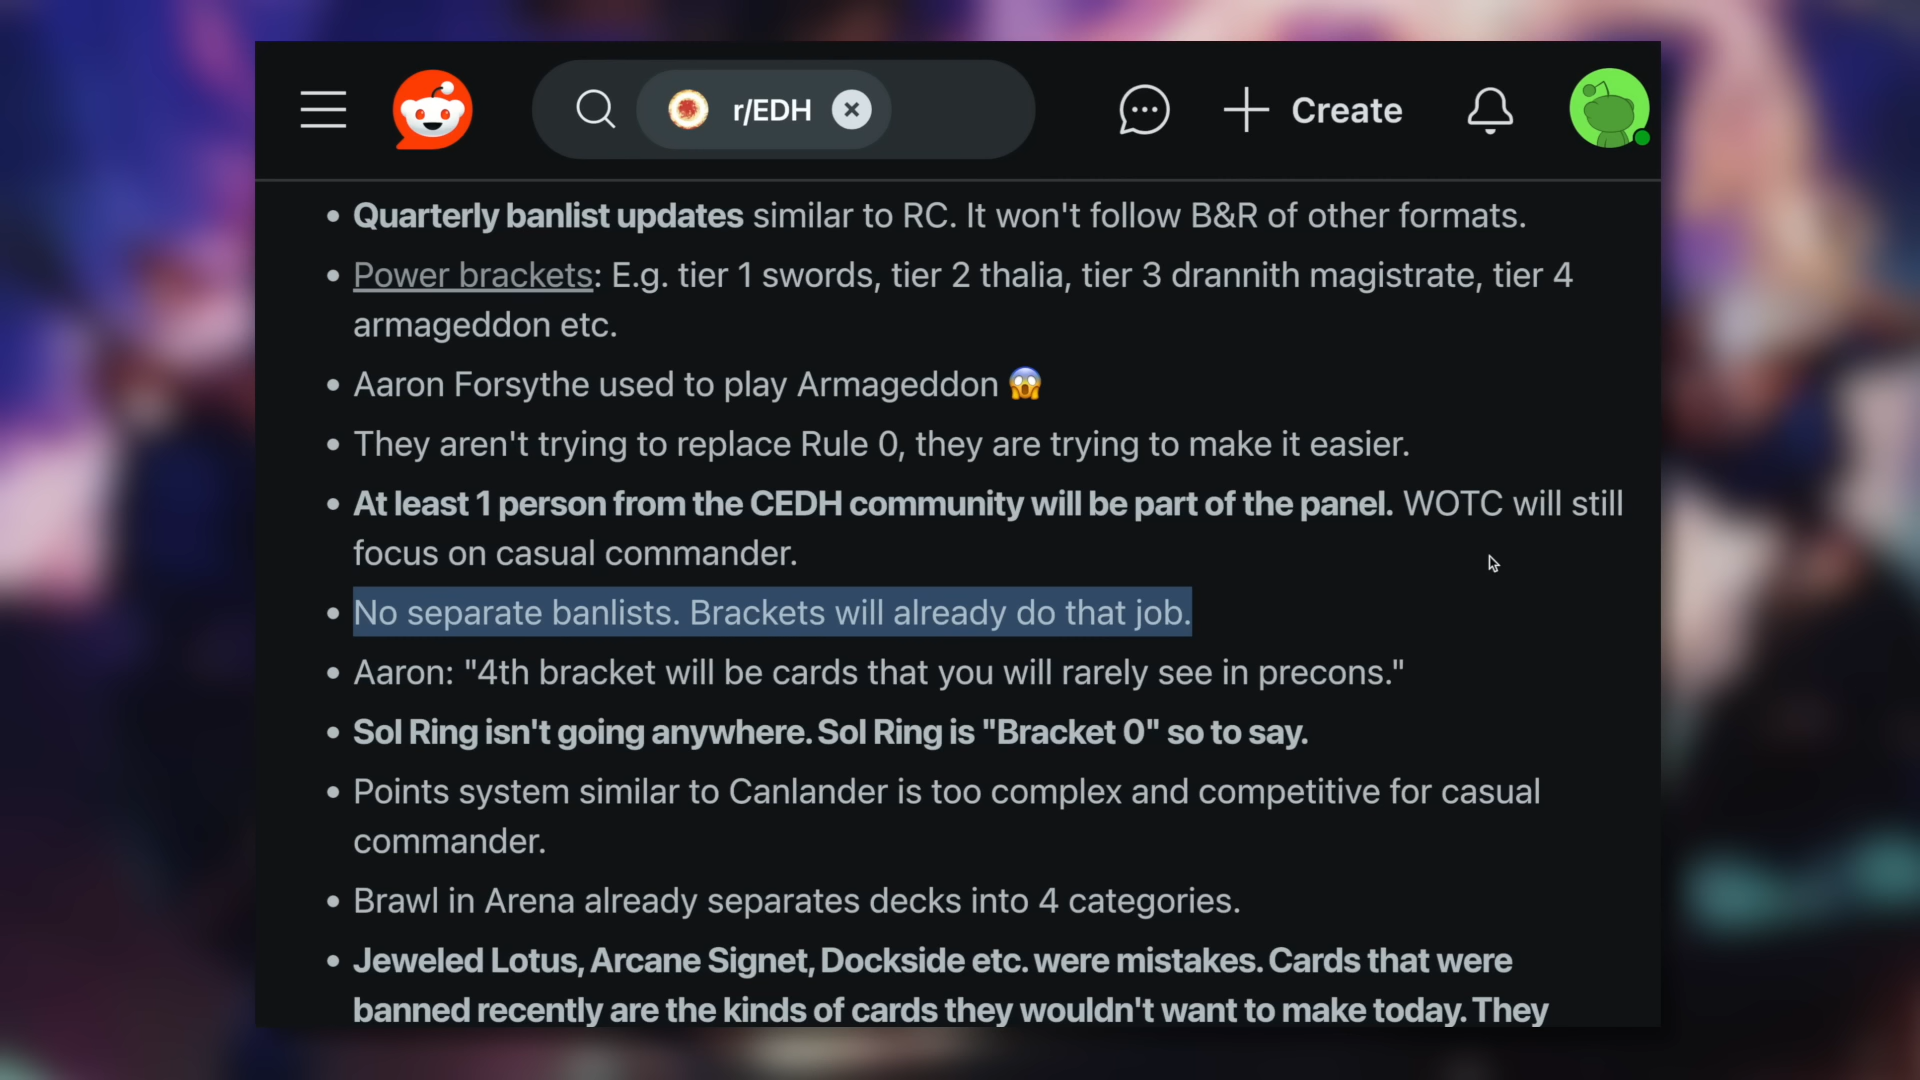 r/EDH
Create
• Quarterly banlist updates similar to RC. It won't follow B&R of other formats.
• Power brackets: E.g. tier 1 swords, tier 2 thalia, tier 3 drannith magistrate, tier 4
armageddon etc.
• Aaron Forsythe used to play Armageddon 😱
• They aren't trying to replace Rule 0, they are trying to make it easier.
• At least 1 person from the CEDH community will be part of the panel. WOTC will still
focus on casual commander.
• No separate banlists. Brackets will already do that job.
• Aaron: "4th bracket will be cards that you will rarely see in precons."
• Sol Ring isn't going anywhere. Sol Ring is "Bracket 0" so to say.
• Points system similar to Canlander is too complex and competitive for casual
commander.
• Brawl in Arena already separates decks into 4 categories.
• Jeweled Lotus, Arcane Signet, Dockside etc. were mistakes. Cards that were
banned recently are the kinds of cards they wouldn't want to make today. They